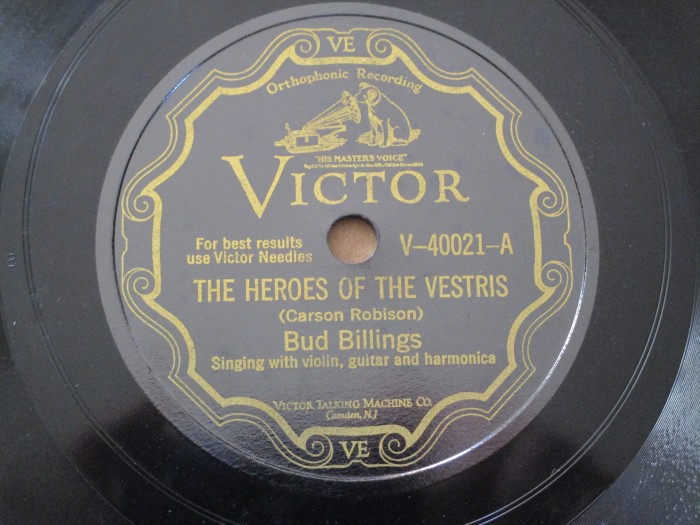 VE
Orthophonic Recording
"HIS MASTER'S VOICE"
VICTOR
For best results
use Victor Needles
V-40021-A
THE HEROES OF THE VESTRIS
(Carson Robison)
Bud Billings
Singing with violin, guitar and harmonica
VICTOR TALKING MACHINE CO.
Camden, N.J.
VE